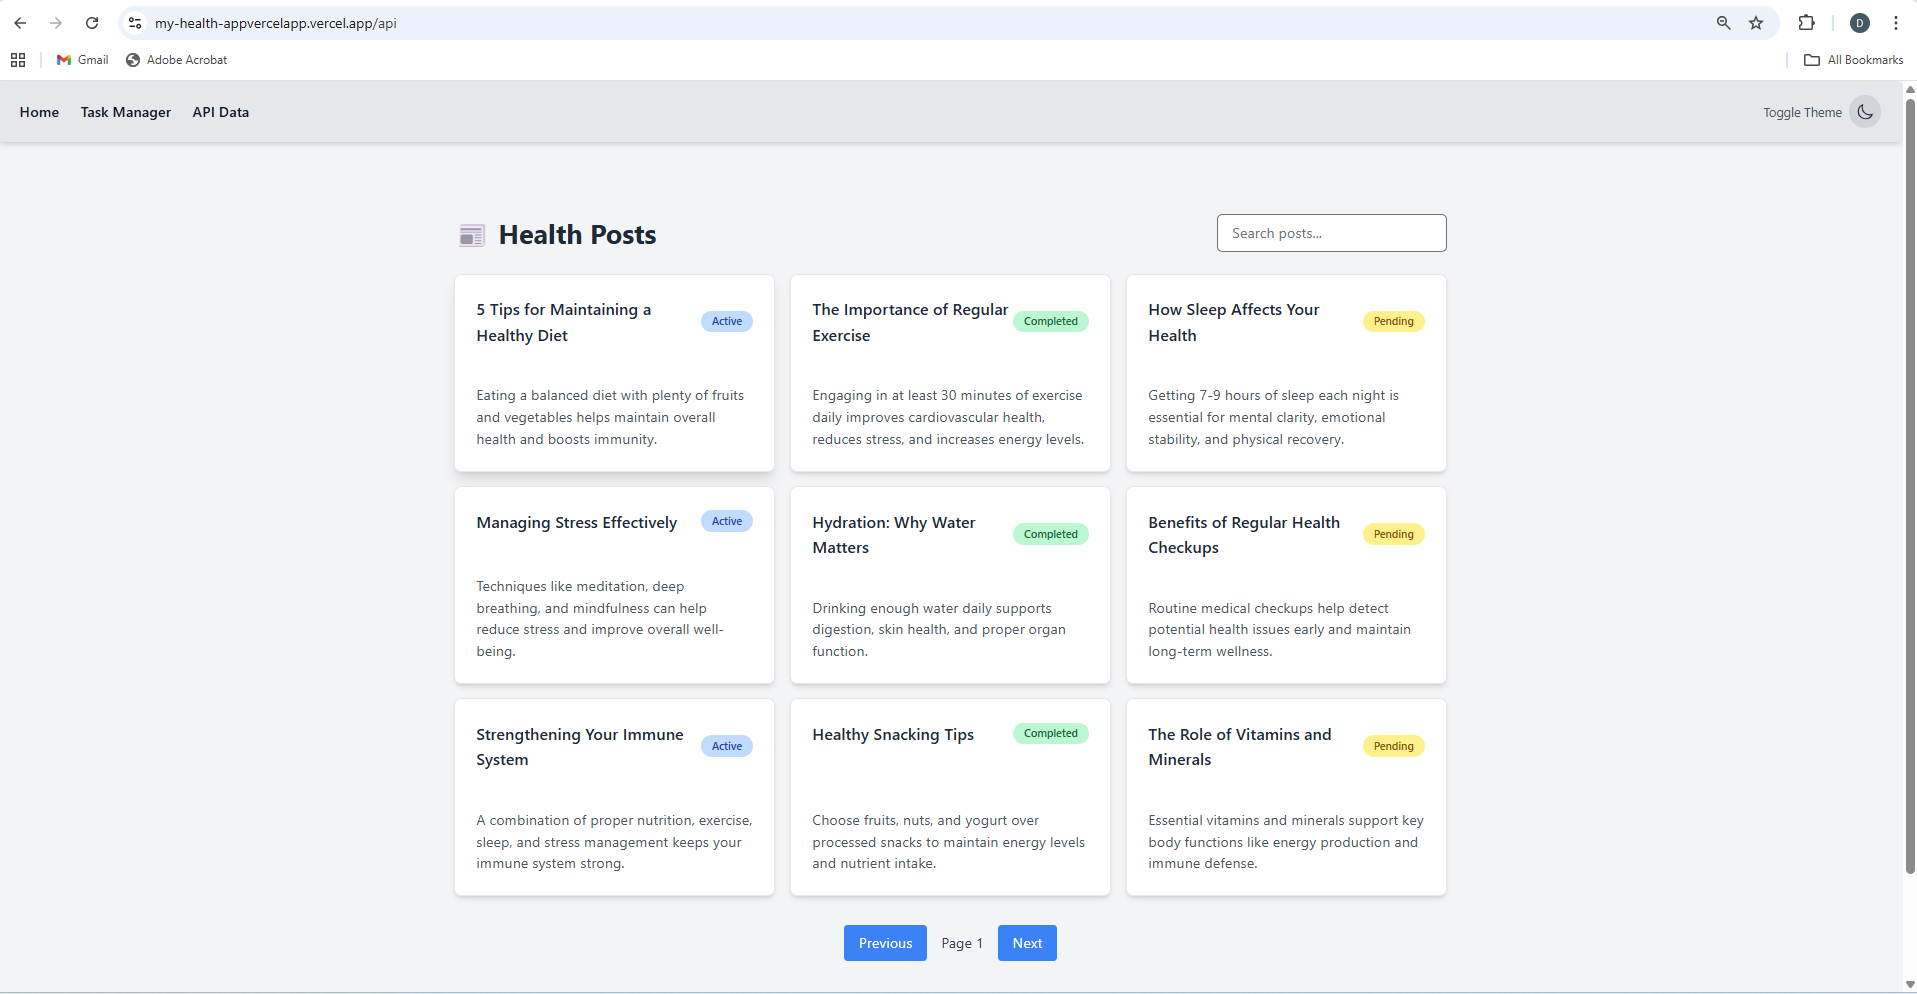 my-health-appvercelapp.vercel.app/api
D
Gmail
Adobe Acrobat
All Bookmarks
Home
Task Manager
API Data
Toggle Theme
Health Posts
Search posts...
5 Tips for Maintaining a
Healthy Diet
Active
Eating a balanced diet with plenty of fruits
and vegetables helps maintain overall
health and boosts immunity.
The Importance of Regular
Exercise
Completed
Engaging in at least 30 minutes of exercise
daily improves cardiovascular health,
reduces stress, and increases energy levels.
How Sleep Affects Your
Health
Pending
Getting 7-9 hours of sleep each night is
essential for mental clarity, emotional
stability, and physical recovery.
Managing Stress Effectively
Active
Techniques like meditation, deep
breathing, and mindfulness can help
reduce stress and improve overall well-
being.
Hydration: Why Water
Matters
Completed
Drinking enough water daily supports
digestion, skin health, and proper organ
function.
Benefits of Regular Health
Checkups
Pending
Routine medical checkups help detect
potential health issues early and maintain
long-term wellness.
Strengthening Your Immune
System
Active
A combination of proper nutrition, exercise,
sleep, and stress management keeps your
immune system strong.
Healthy Snacking Tips
Completed
Choose fruits, nuts, and yogurt over
processed snacks to maintain energy levels
and nutrient intake.
The Role of Vitamins and
Minerals
Pending
Essential vitamins and minerals support key
body functions like energy production and
immune defense.
Previous
Page 1
Next